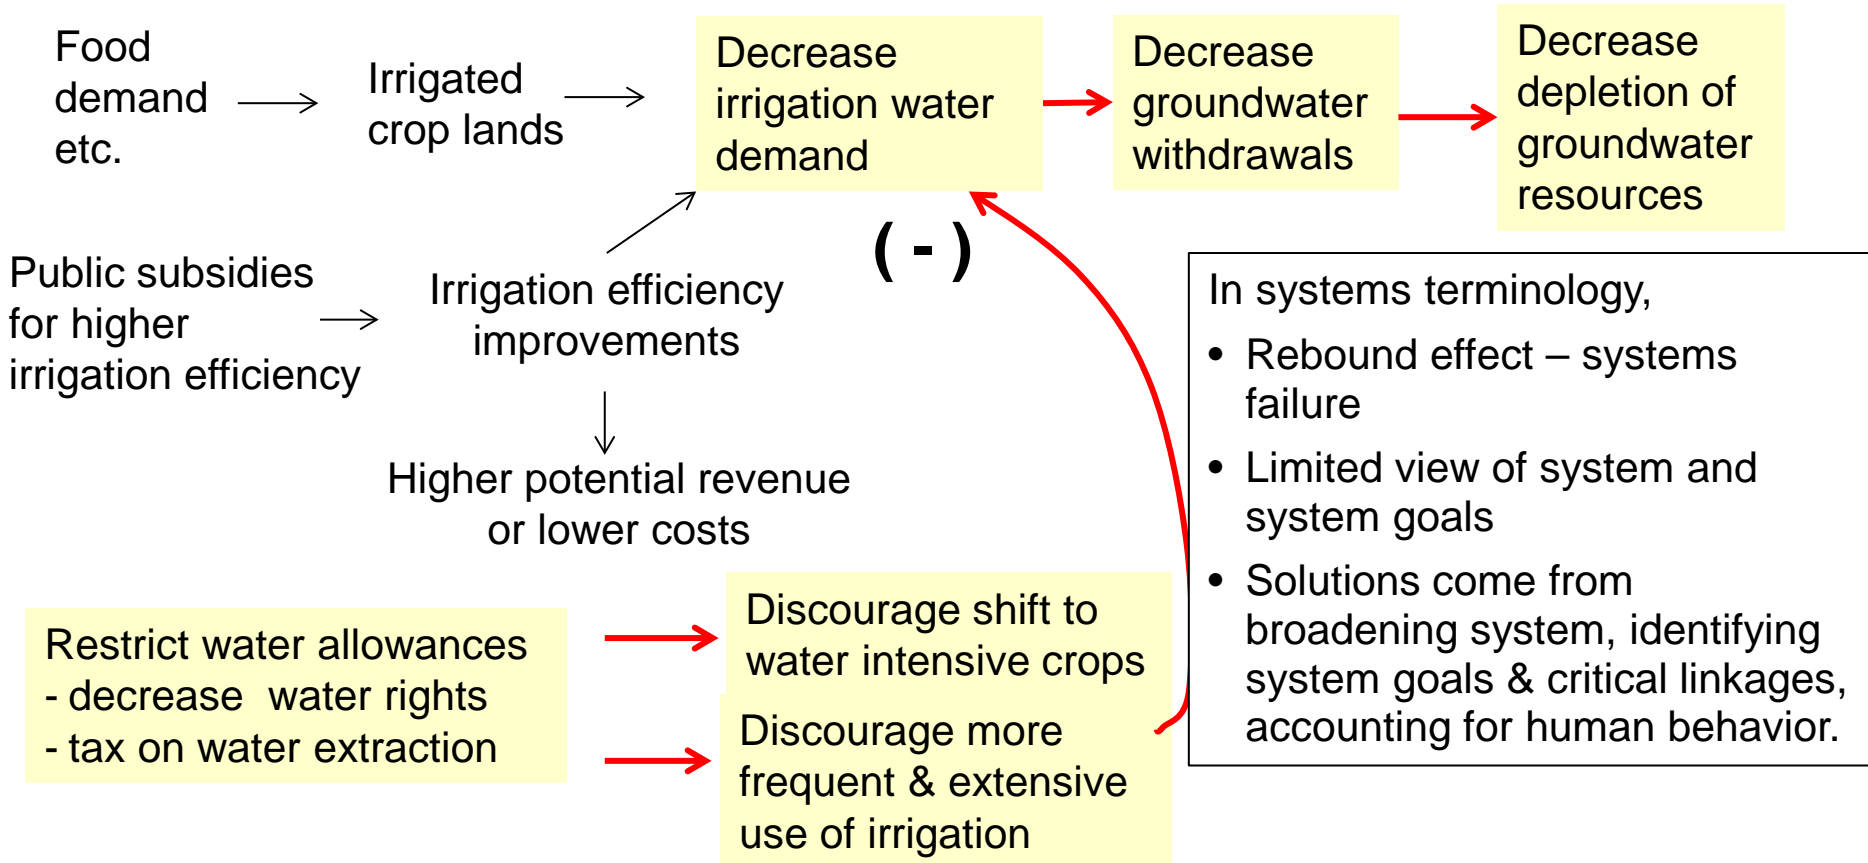 Food
demand
etc.
Irrigated
crop lands
Decrease
irrigation water
demand
Decrease
groundwater
withdrawals
Decrease
depletion of
groundwater
resources
( - )
Public subsidies
for higher
irrigation efficiency
Irrigation efficiency
improvements
Higher potential revenue
or lower costs
Restrict water allowances
- decrease  water rights
- tax on water extraction
Discourage shift to
water intensive crops
Discourage more
frequent & extensive
use of irrigation
In systems terminology,
• Rebound effect – systems
failure
• Limited view of system and
system goals
• Solutions come from
broadening system, identifying
system goals & critical linkages,
accounting for human behavior.